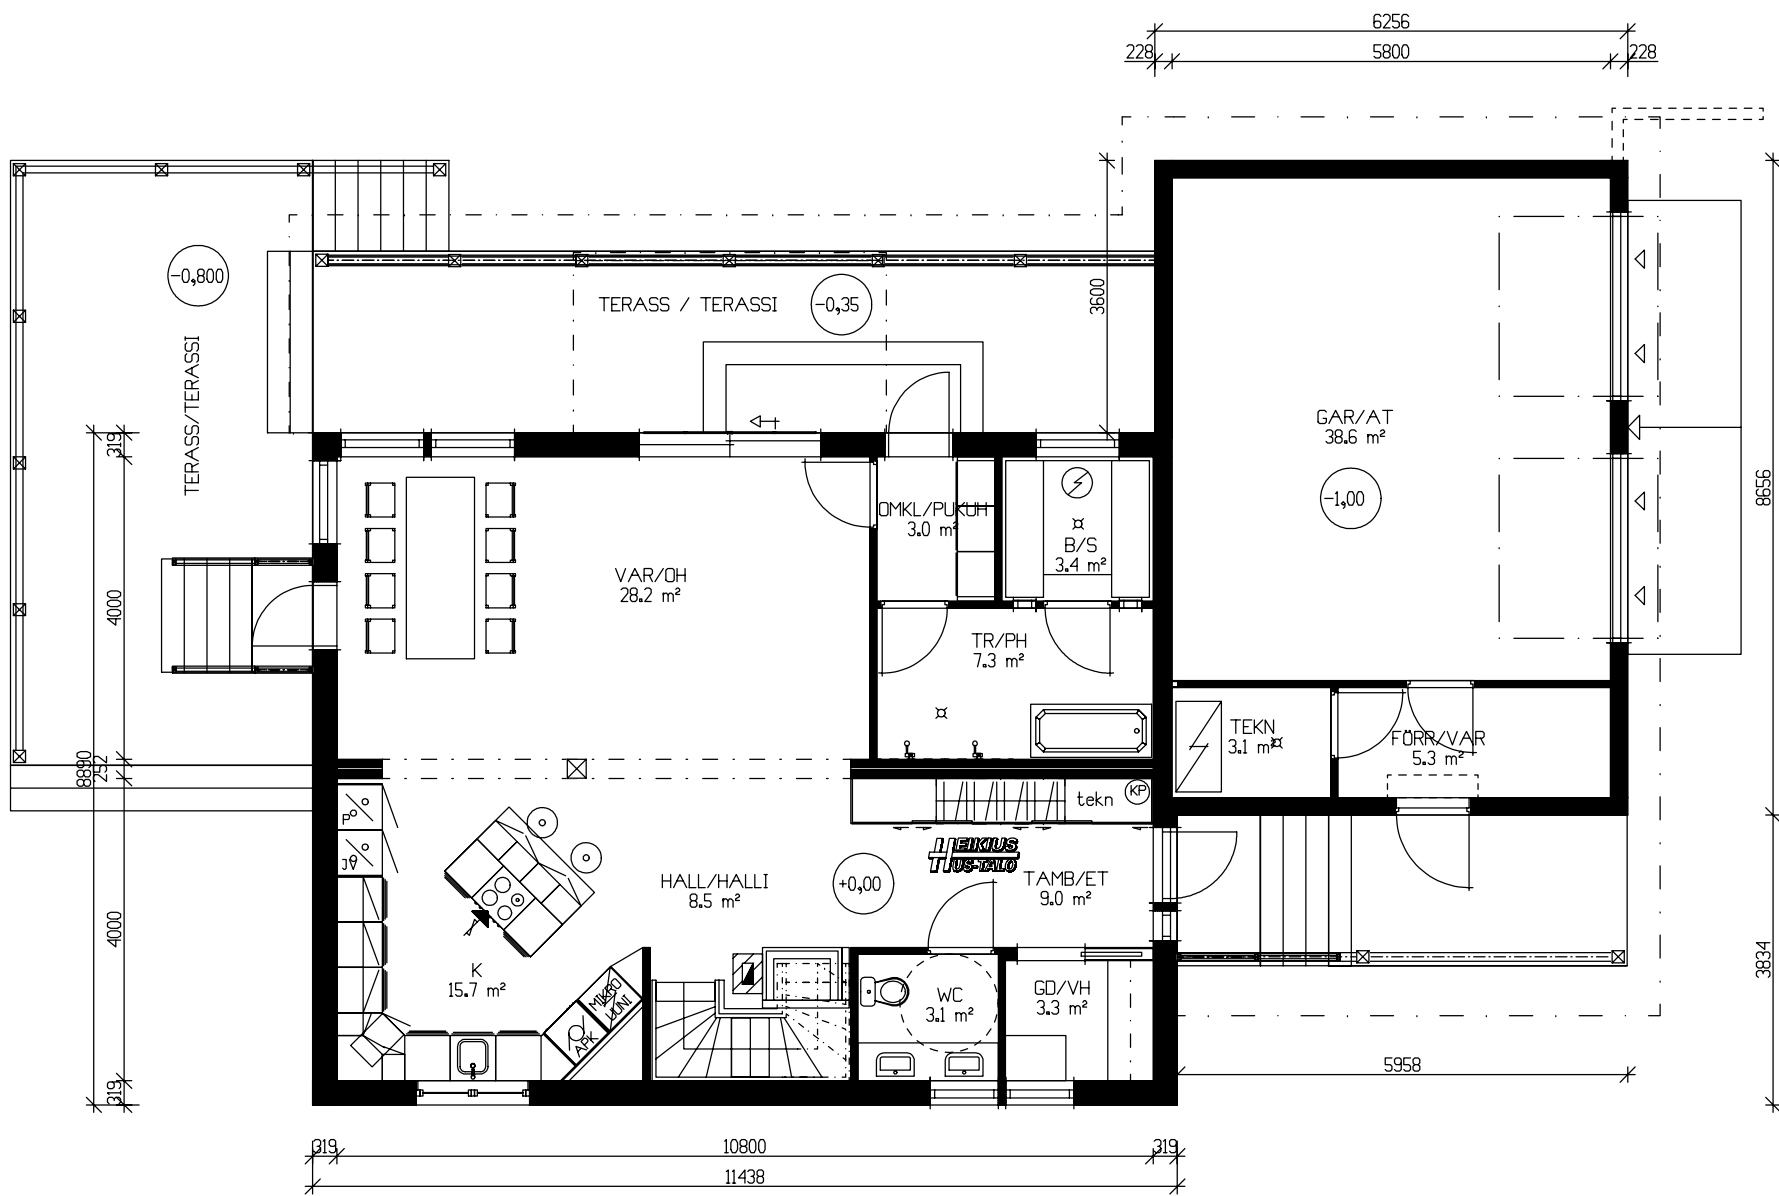 6256
228
5800
228
-0,800
TERASS / TERASSI
-0,35
3600
TERASS/TERASSI
GAR/AT
38.6 m²
-1,00
8656
319
OMKL/PUKUH
3.0 m²
B/S
3.4 m²
VAR/OH
28.2 m²
4000
TR/PH
7.3 m²
TEKN
3.1 m²
FÖRR/VAR
5.3 m²
8890
252
tekn
KP
P
JV
HEIKIUS
HUS-TALO
HALL/HALLI
8.5 m²
+0,00
TAMB/ET
9.0 m²
4000
3834
K
15.7 m²
MIKRO
UUNI
APK
WC
3.1 m²
GD/VH
3.3 m²
5958
319
319
10800
319
11438